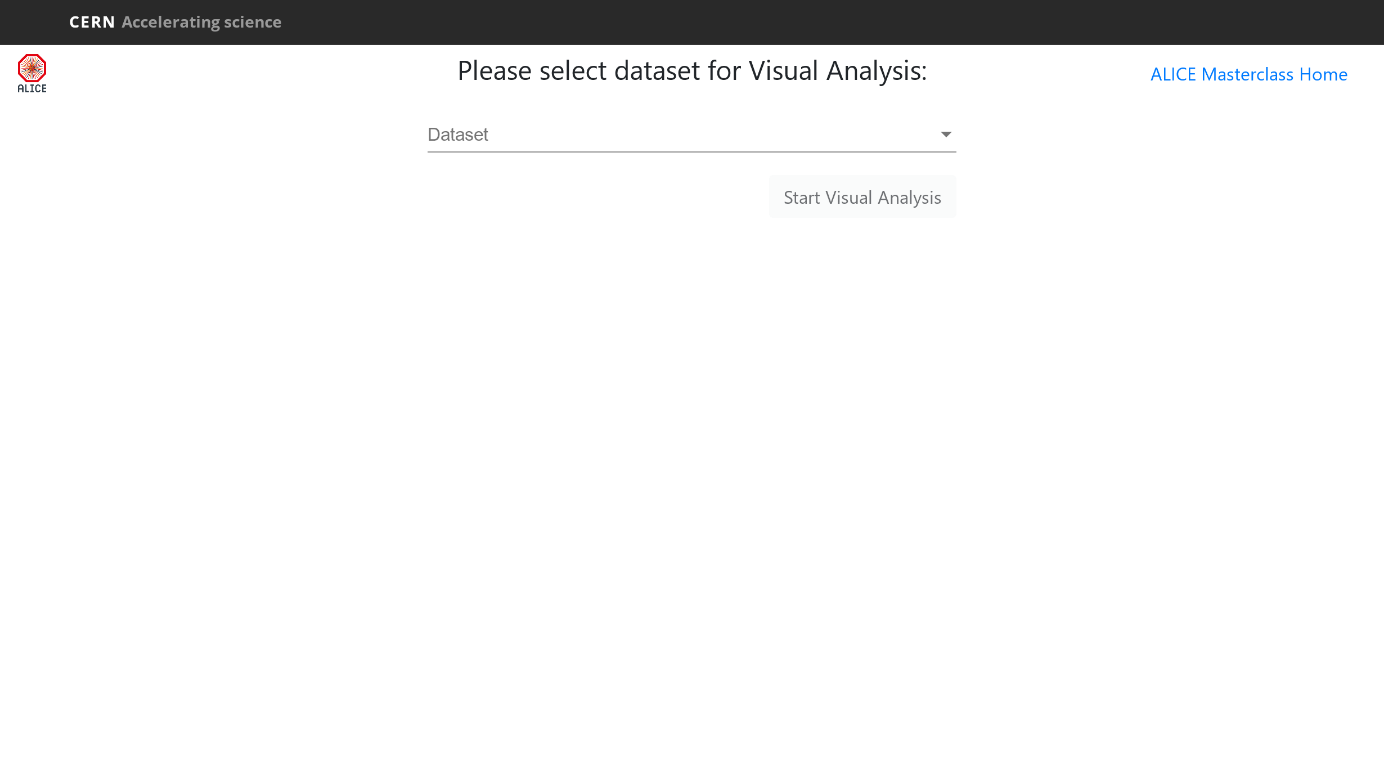 CERN Accelerating science
ALICE
Please select dataset for Visual Analysis:
ALICE Masterclass Home
Dataset
Start Visual Analysis